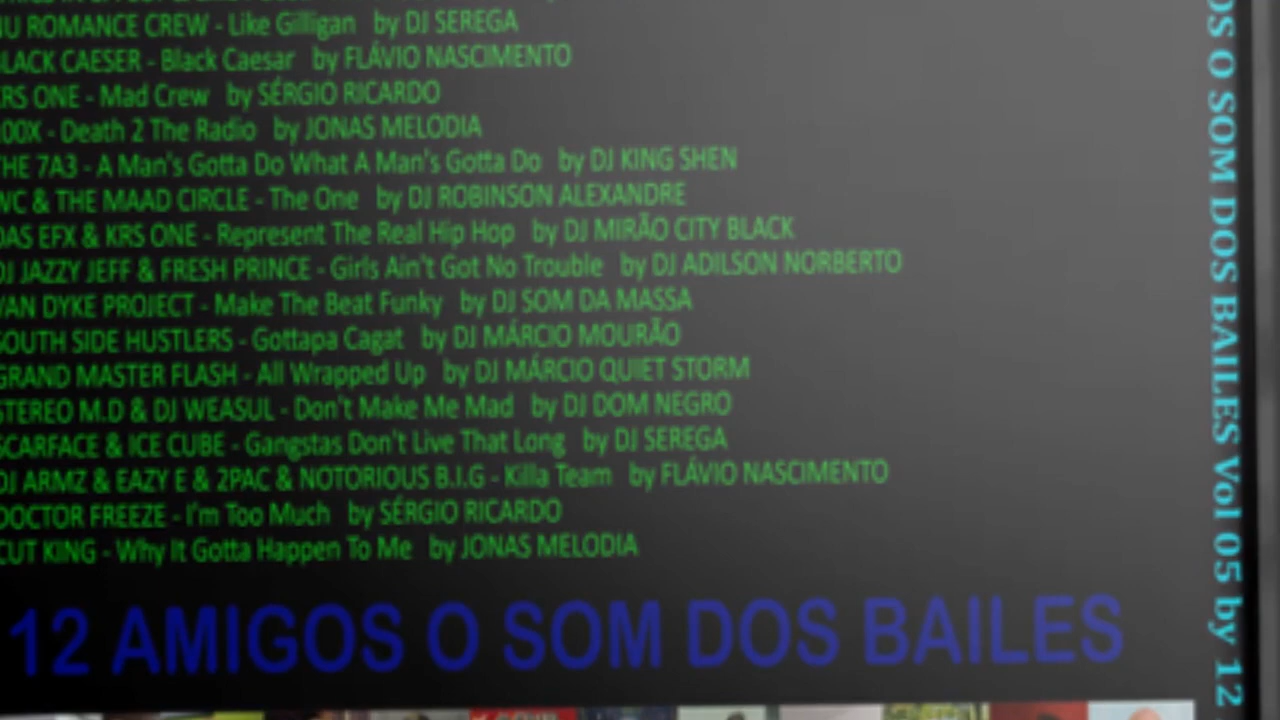 NU ROMANCE CREW - Like Gilligan by DJ SEREGA
BLACK CAESER - Black Caesar by FLÁVIO NASCIMENTO
KRS ONE - Mad Crew by SÉRGIO RICARDO
- Death 2 The Radio by JONAS MELODIA
THE 7A3 - A Man's Gotta Do What A Man's Gotta Do by DJ KING SHEN
WC & THE MAAD CIRCLE - The One by DJ ROBINSON ALEXANDRE
DAS EFX & KRS ONE - Represent The Real Hip Hop by DJ MIRÃO CITY BLACK
DJ JAZZY JEFF & FRESH PRINCE - Girls Ain't Got No Trouble by DJ ADILSON NORBERTO
VAN DYKE PROJECT - Make The Beat Funky by DJ SOM DA MASSA
SOUTH SIDE HUSTLERS - Gottapa Cagat by DJ MÁRCIO MOURÃO
GRAND MASTER FLASH - All Wrapped Up by DJ MÁRCIO QUIET STORM
STEREO M.D & DJ WEASUL - Don't Make Me Mad by DJ DOM NEGRO
SCARFACE & ICE CUBE - Gangstas Don't Live That Long by DJ SEREGA
DJ ARMZ & EAZY E & 2PAC & NOTORIOUS B.I.G - Killa Team by FLÁVIO NASCIMENTO
DOCTOR FREEZE - I'm Too Much by SÉRGIO RICARDO
CUT KING - Why It Gotta Happen To Me by JONAS MELODIA
12 AMIGOS O SOM DOS BAILES
OS O SOM DOS BAILES Vol 05 by 12